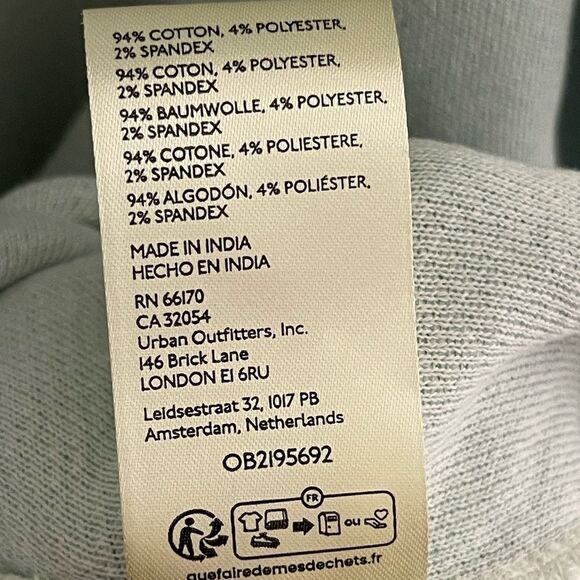 94% COTTON, 4% POLYESTER,
2% SPANDEX
94% COTON, 4% POLYESTER,
2% SPANDEX
94% BAUMWOLLE, 4% POLYESTER,
2% SPANDEX
94% COTONE, 4% POLIESTERE,
2% SPANDEX
94% ALGODÓN, 4% POLIÉSTER,
2% SPANDEX
MADE IN INDIA
HECHO EN INDIA
RN 66170
CA 32054
Urban Outfitters, Inc.
146 Brick Lane
LONDON E1 6RU
Leidsestraat 32, 1017 PB
Amsterdam, Netherlands
OB2195692
FR
ou
quefairedemesdechets.fr